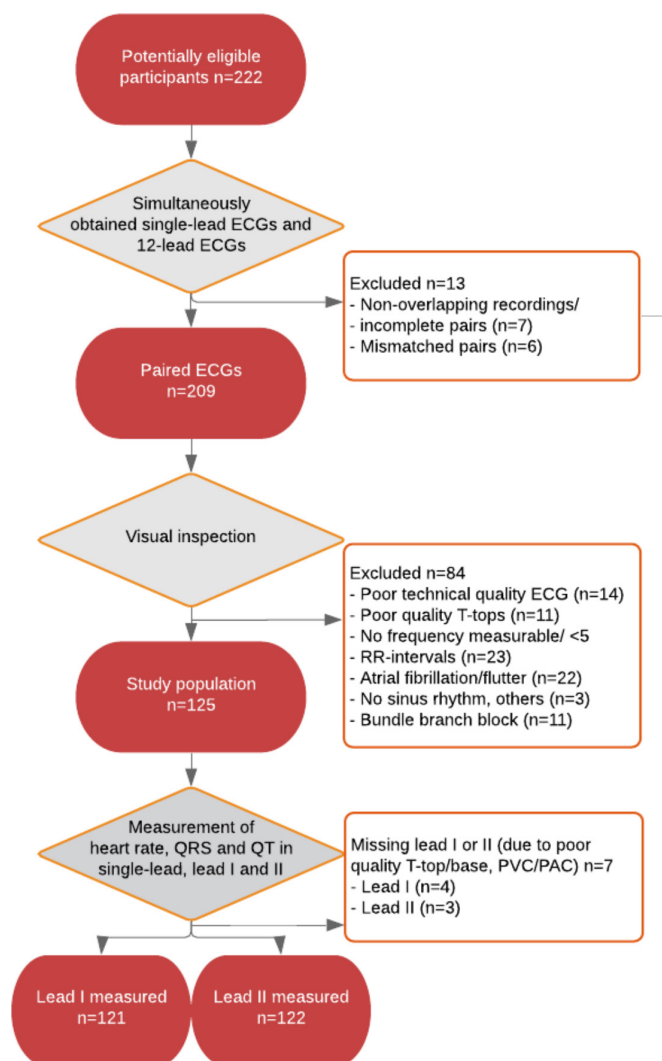 Potentially eligible
participants n=222
Simultaneously
obtained single-lead ECGs and
12-lead ECGs
Excluded n=13
- Non-overlapping recordings/
- incomplete pairs (n=7)
- Mismatched pairs (n=6)
Paired ECGs
n=209
Visual inspection
Excluded n=84
- Poor technical quality ECG (n=14)
- Poor quality T-tops (n=11)
- No frequency measurable/ <5
- RR-intervals (n=23)
- Atrial fibrillation/flutter (n=22)
- No sinus rhythm, others (n=3)
- Bundle branch block (n=11)
Study population
n=125
Measurement of
heart rate, QRS and QT in
single-lead, lead I and II
Missing lead I or II (due to poor
quality T-top/base, PVC/PAC) n=7
- Lead I (n=4)
- Lead II (n=3)
Lead I measured
n=121
Lead II measured
n=122